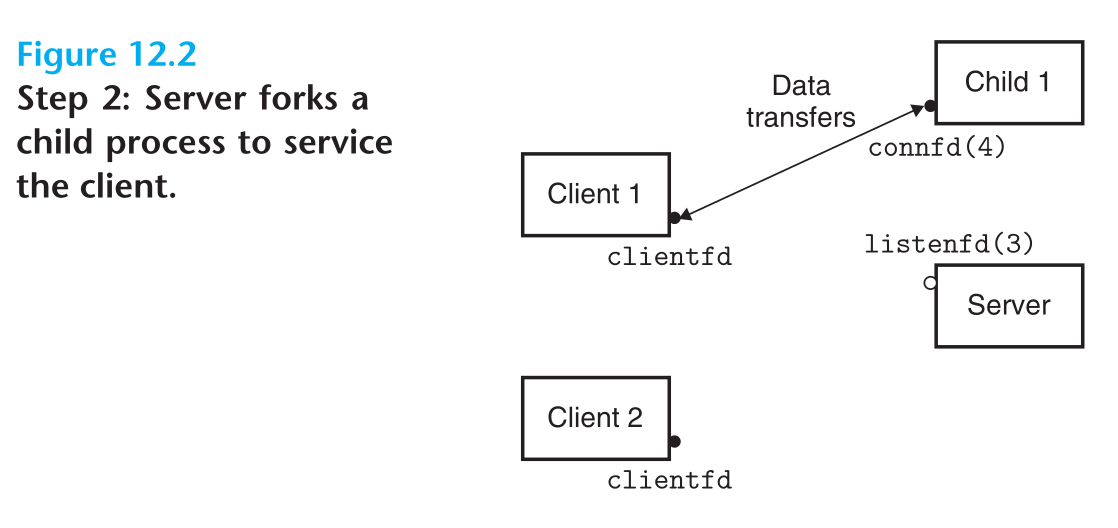 Figure 12.2
Step 2: Server forks a
child process to service
the client.
Data
transfers
Child 1
connfd(4)
Client 1
clientfd
listenfd(3)
Server
Client 2
clientfd